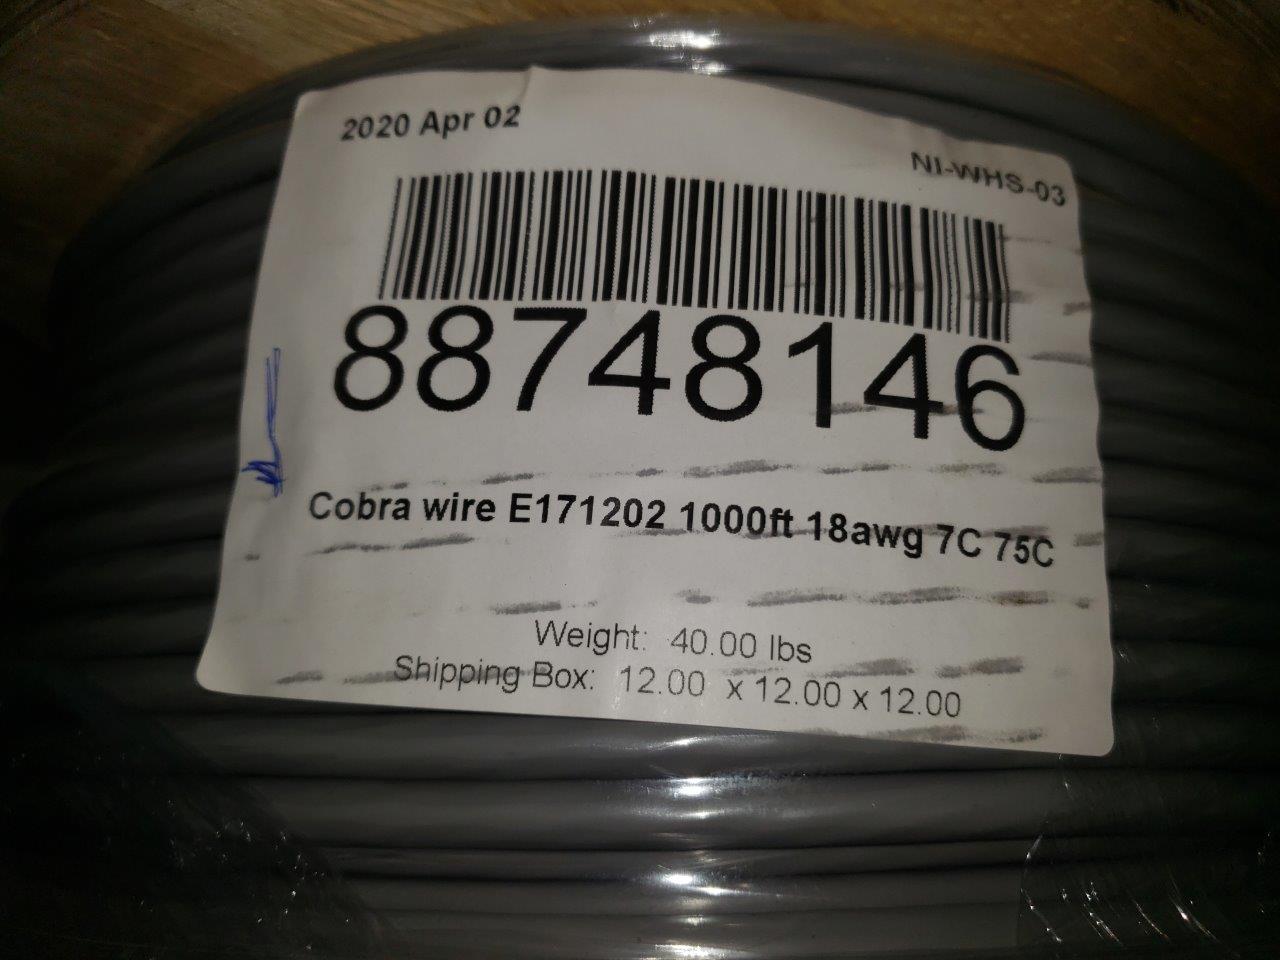 2020 Apr 02
NI-WHS-03
88748146
Cobra wire E171202 1000ft 18awg 7C 75C
Weight: 40.00 lbs
Shipping Box: 12.00 x 12.00 x 12.00